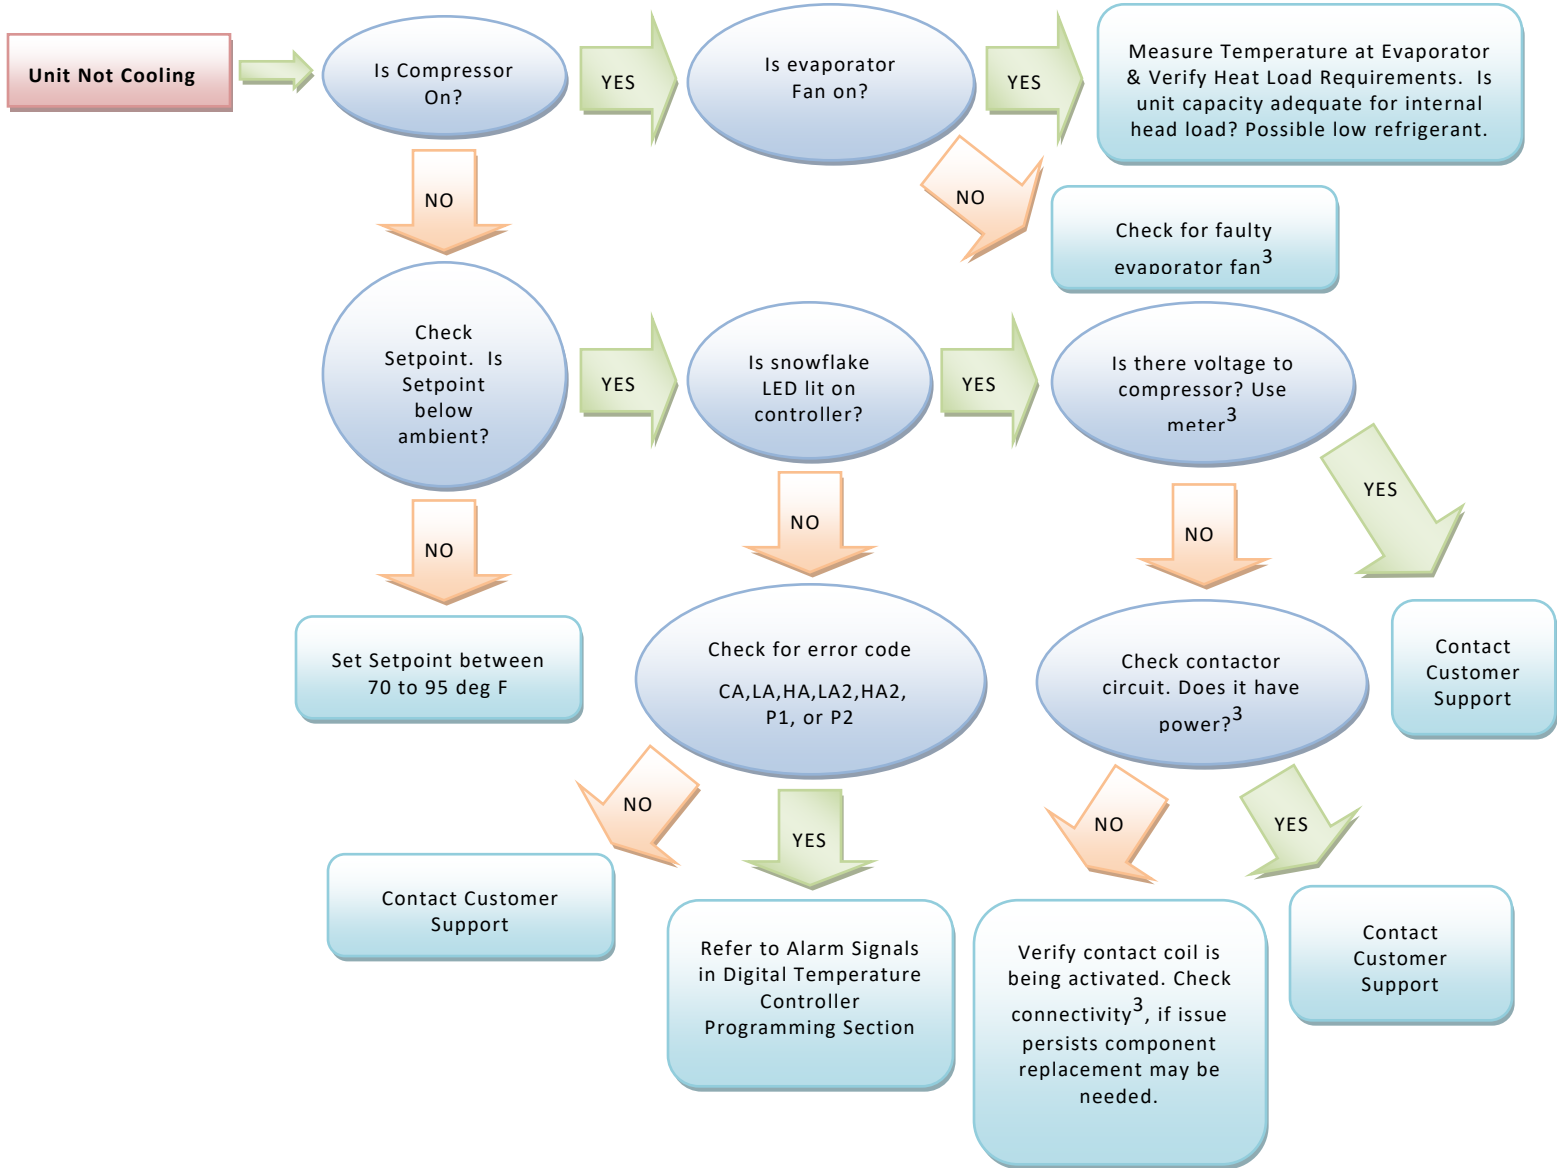 Unit Not Cooling
Is Compressor
On?
YES
Is evaporator
Fan on?
YES
Measure Temperature at Evaporator
& Verify Heat Load Requirements. Is
unit capacity adequate for internal
head load? Possible low refrigerant.
NO
NO
Check for faulty
evaporator fan3
Check
Setpoint. Is
Setpoint
below
ambient?
YES
Is snowflake
LED lit on
controller?
YES
Is there voltage to
compressor? Use
meter3
YES
NO
NO
NO
Set Setpoint between
70 to 95 deg F
Check for error code
CA,LA,HA,LA2,HA2,
P1, or P2
Check contactor
circuit. Does it have
power?3
Contact
Customer
Support
NO
YES
NO
YES
Contact Customer
Support
Refer to Alarm Signals
in Digital Temperature
Controller
Programming Section
Verify contact coil is
being activated. Check
connectivity3, if issue
persists component
replacement may be
needed.
Contact
Customer
Support